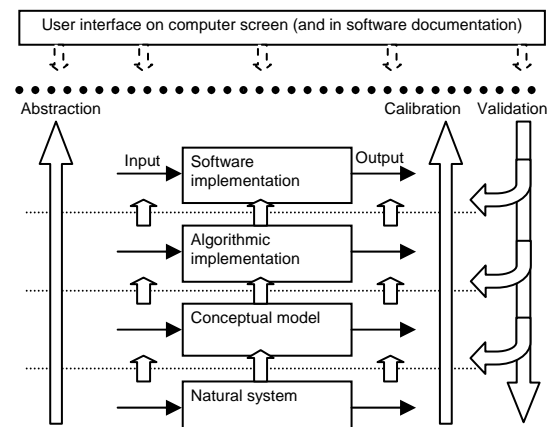 User interface on computer screen (and in software documentation)
Abstraction
Calibration
Validation
Input
Software
implementation
Output
Algorithmic
implementation
Conceptual model
Natural system